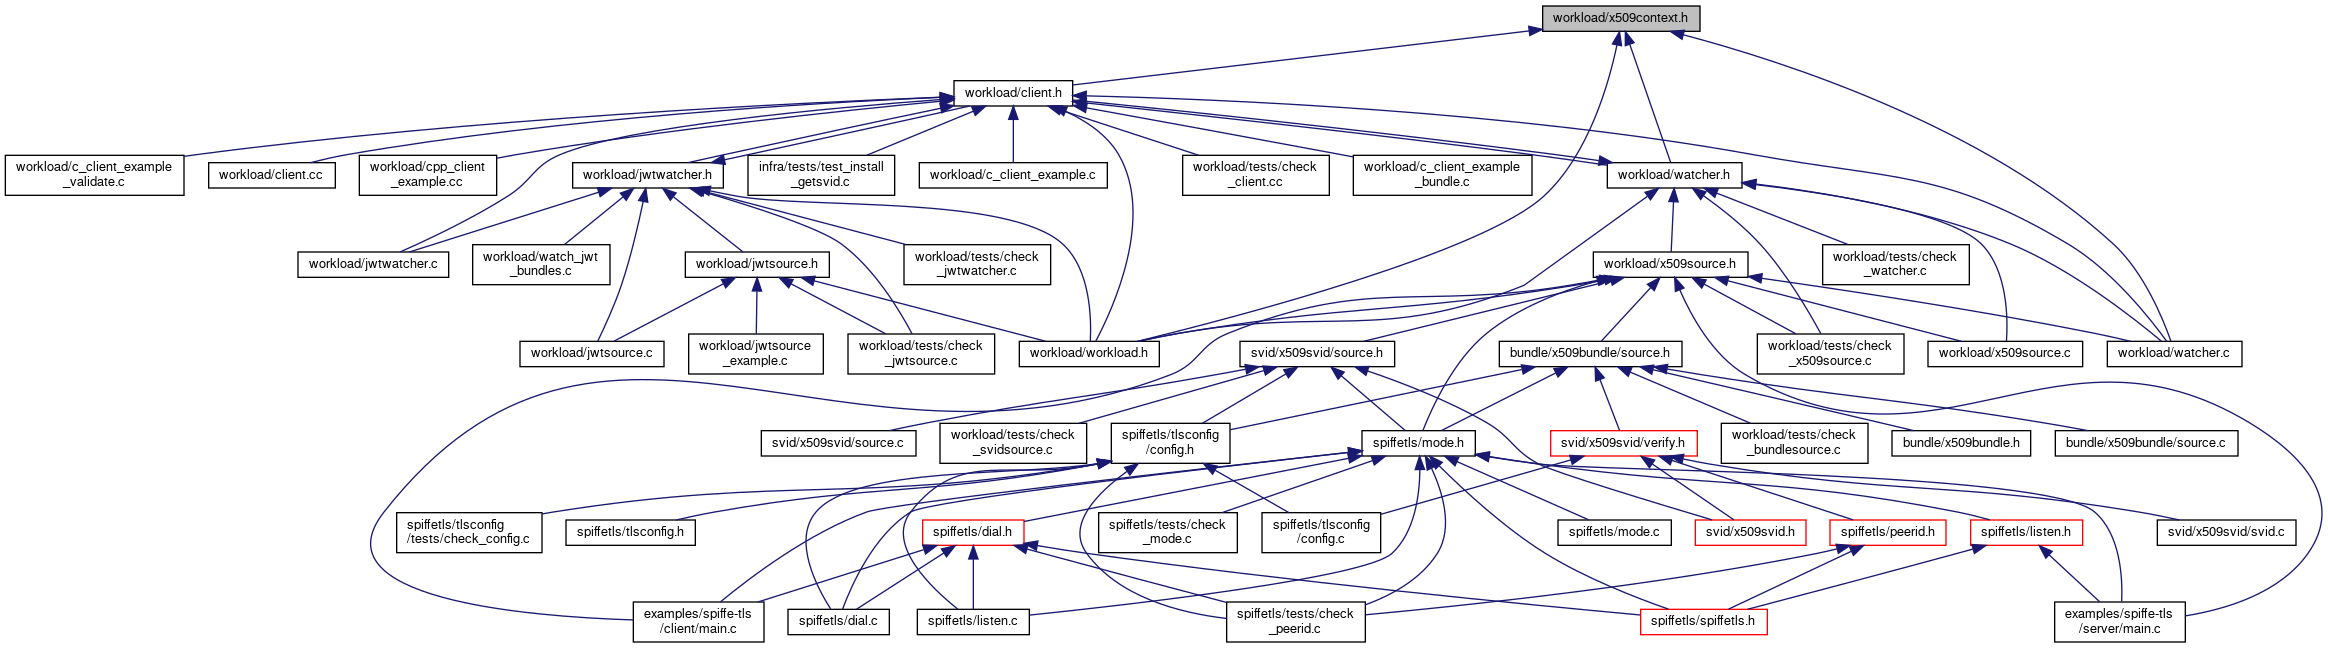 workload/x509context.h
workload/client.h
workload/c_client_example
_validate.c
workload/client.cc
workload/cpp_client
_example.cc
workload/jwtwatcher.h
infra/tests/test_install
_getsvid.c
workload/c_client_example.c
workload/tests/check
_client.cc
workload/c_client_example
_bundle.c
workload/watcher.h
workload/jwtwatcher.c
workload/watch_jwt
_bundles.c
workload/jwtsource.h
workload/tests/check
_jwtwatcher.c
workload/x509source.h
workload/tests/check
_watcher.c
workload/jwtsource.c
workload/jwtsource
_example.c
workload/tests/check
_jwtsource.c
workload/workload.h
svid/x509svid/source.h
bundle/x509bundle/source.h
workload/tests/check
_x509source.c
workload/x509source.c
workload/watcher.c
svid/x509svid/source.c
workload/tests/check
_svidsource.c
spiffetls/tlsconfig
/config.h
spiffetls/mode.h
svid/x509svid/verify.h
workload/tests/check
_bundlesource.c
bundle/x509bundle.h
bundle/x509bundle/source.c
spiffetls/tlsconfig
/tests/check_config.c
spiffetls/tlsconfig.h
spiffetls/dial.h
spiffetls/tests/check
_mode.c
spiffetls/tlsconfig
/config.c
spiffetls/mode.c
svid/x509svid.h
spiffetls/peerid.h
spiffetls/listen.h
svid/x509svid/svid.c
examples/spiffe-tls
/client/main.c
spiffetls/dial.c
spiffetls/listen.c
spiffetls/tests/check
_peerid.c
spiffetls/spiffetls.h
examples/spiffe-tls
/server/main.c